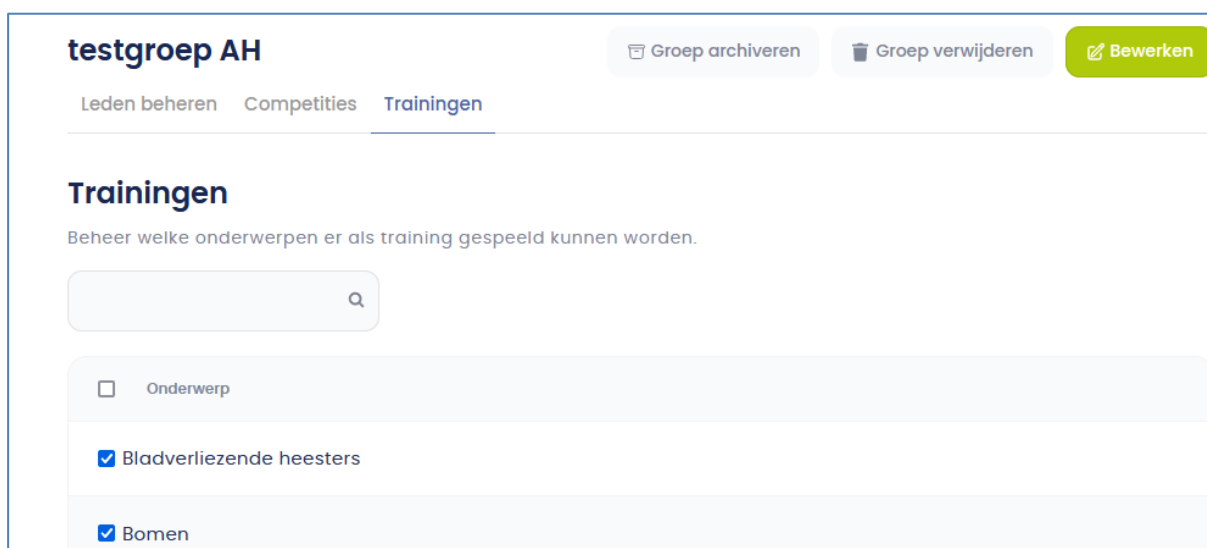 testgroep AH
Groep archiveren
Groep verwijderen
Bewerken
Leden beheren
Competities
Trainingen
Trainingen
Beheer welke onderwerpen er als training gespeeld kunnen worden.
Onderwerp
Bladverliezende heesters
Bomen